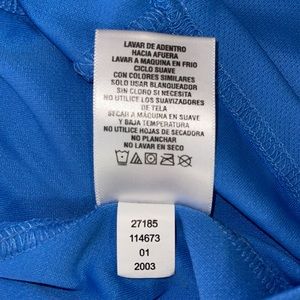 LAVAR DE ADENTRO
HACIA AFUERA
LAVAR A MAQUINA EN FRIO
CICLO SUAVE
CON COLORES SIMILARES
SOLO USAR BLANQUEADOR
SIN CLORO SI NECESITA
NO UTILICE LOS SUAVIZADORES
DE TELA
SECAR A MÁQUINA EN SUAVE
Y BAJA TEMPERATURA
NO UTILICE HOJAS DE SECADORA
NO PLANCHAR
NO LAVAR EN SECO
27185
114673
01
2003